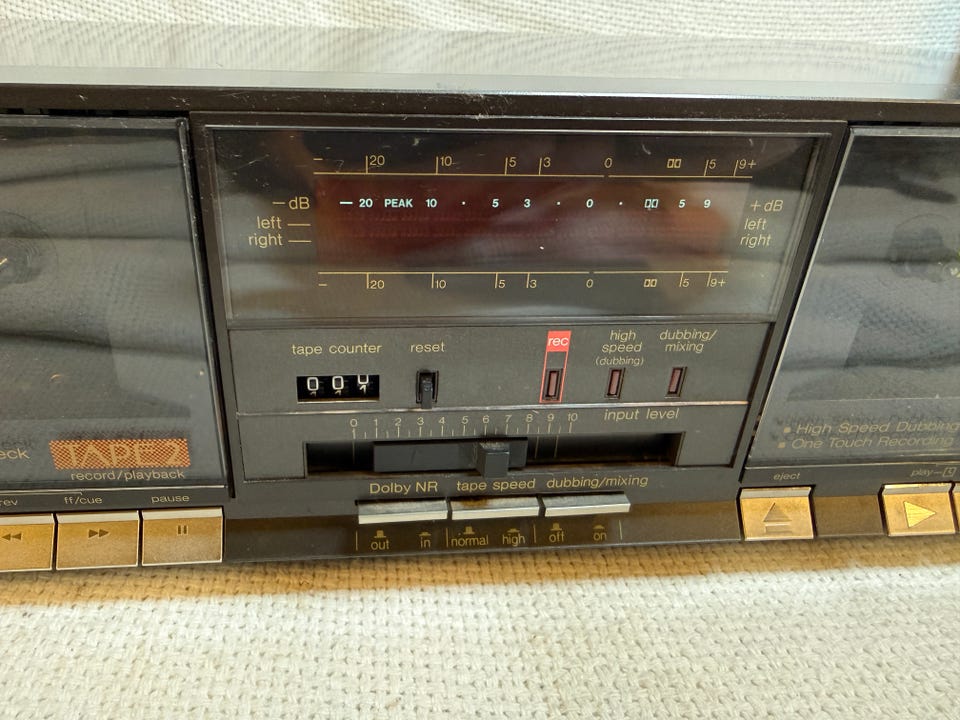 − 20 10 5 3 0 ▯▯ 5 9+
− dB — 20 PEAK 10 · 5 3 · 0 · ▯▯ 5 9 + dB
left left
right right
− 20 10 5 3 0 ▯▯ 5 9+
tape counter reset rec high speed (dubbing) dubbing/mixing
0 0
0 1 2 3 4 5 6 7 8 9 10 input level
eck TAPE 2
record/playback
rev ff/cue pause
Dolby NR tape speed dubbing/mixing
out in normal high off on
High Speed Dubbing
One Touch Recording
eject play